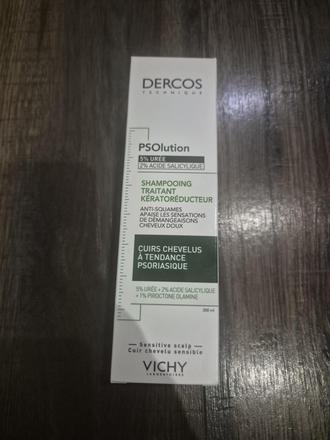 DERCOS
TECHNIQUE
PSOlution
5% URÉE
2% ACIDE SALICYLIQUE
SHAMPOOING
TRAITANT
KÉRATORÉDUCTEUR
ANTI-SQUAMES
APAISE LES SENSATIONS
DE DÉMANGEAISONS
CHEVEUX DOUX
CUIRS CHEVELUS
À TENDANCE
PSORIASIQUE
5% URÉE + 2% ACIDE SALICYLIQUE
+ 1% PIROCTONE OLAMINE
200 ml
Sensitive scalp
Cuir chevelu sensible
VICHY
LABORATOIRES